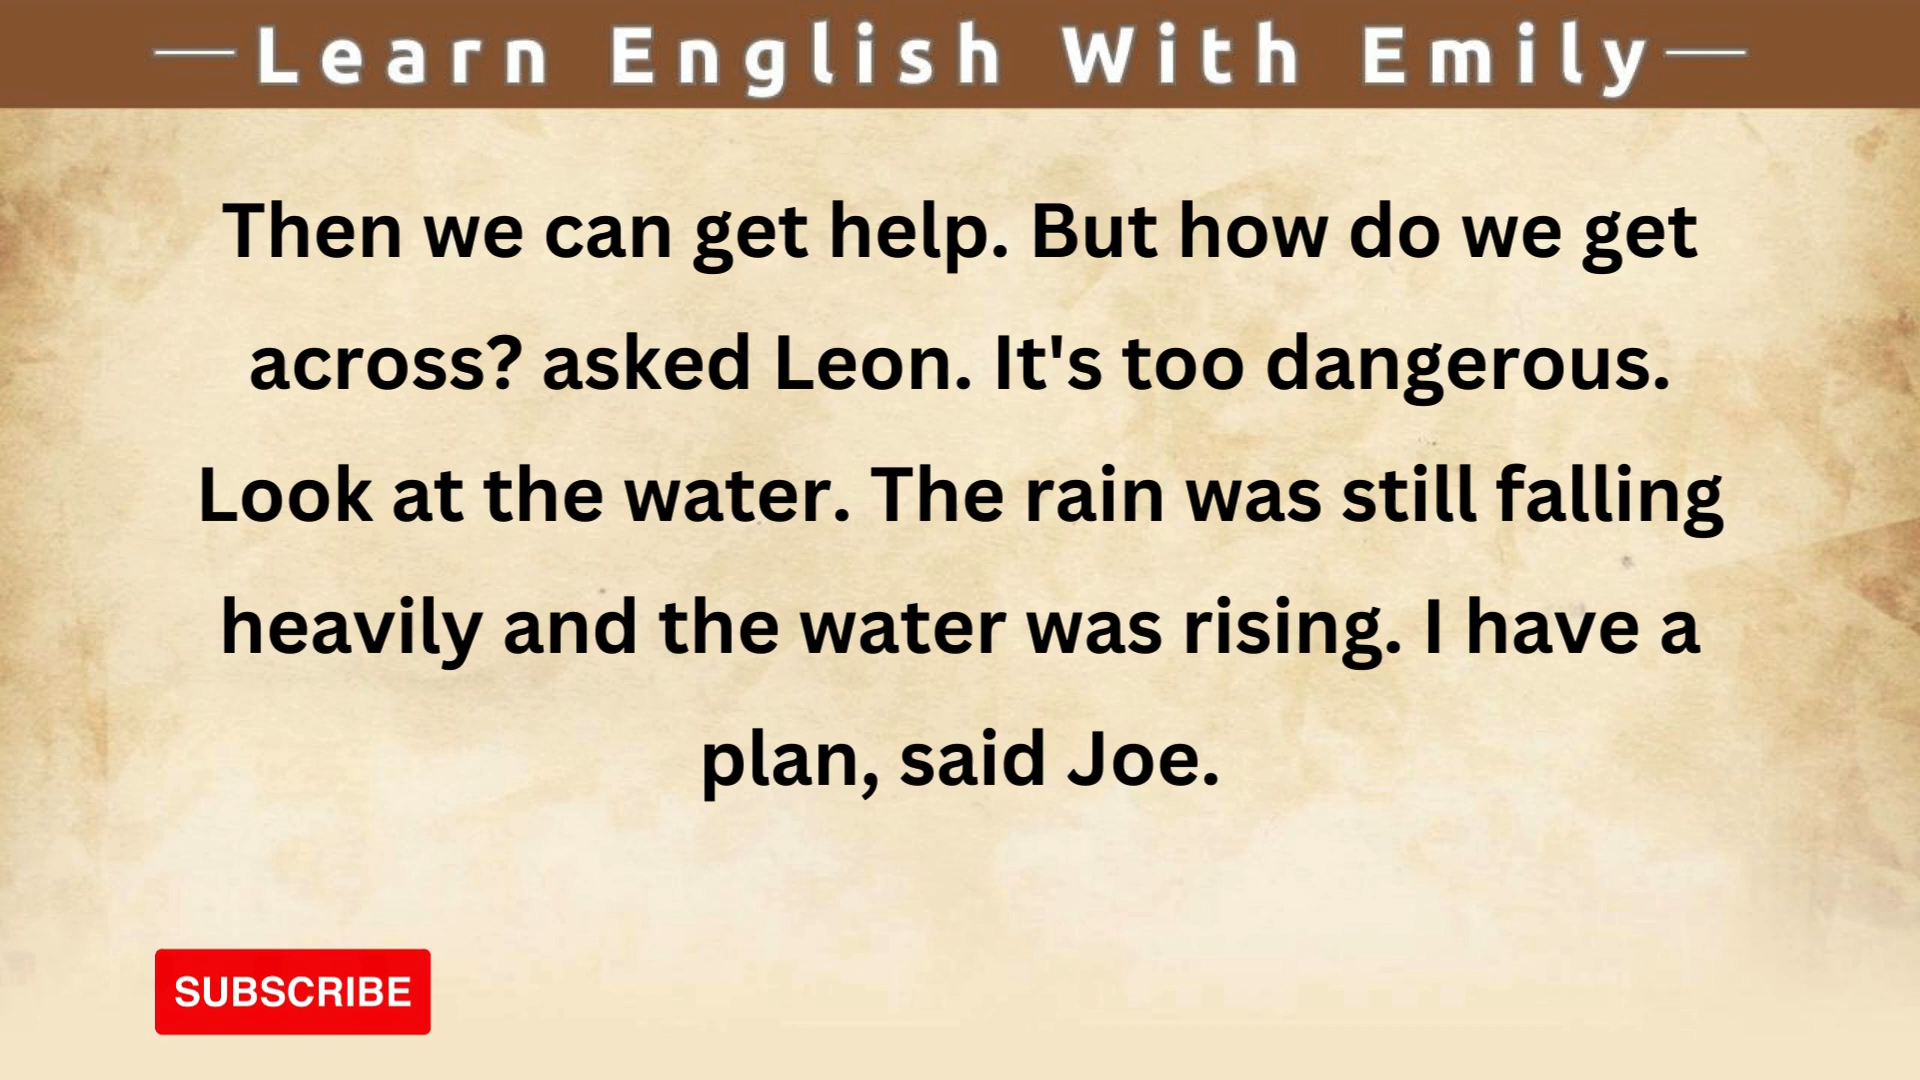 Learn English With Emily
Then we can get help. But how do we get
across? asked Leon. It's too dangerous.
Look at the water. The rain was still falling
heavily and the water was rising. I have a
plan, said Joe.
SUBSCRIBE